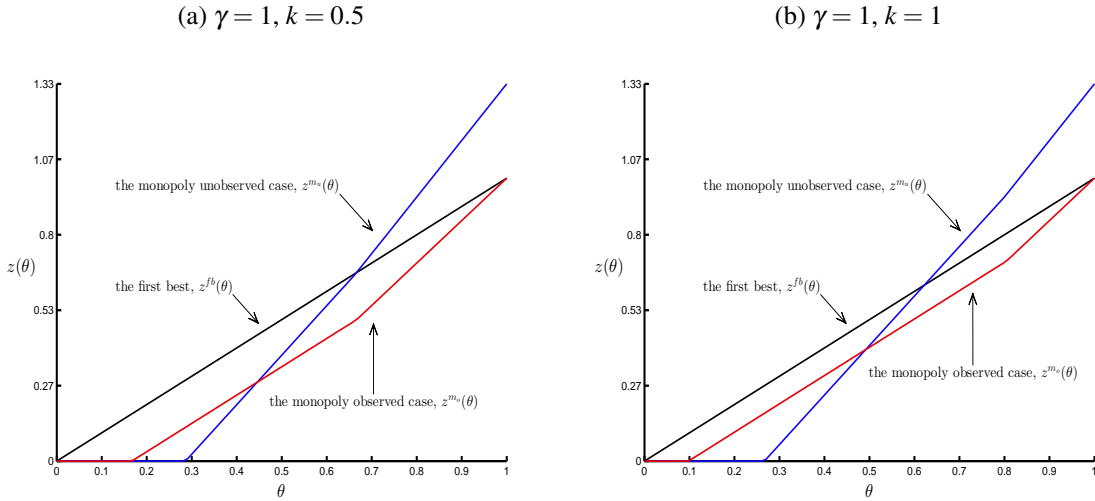 (a) γ = 1, k = 0.5
1.33
1.07
0.8
0.53
0.27
0
z(θ)
the monopoly unobserved case, z^{m_u}(θ)
the first best, z^{fb}(θ)
the monopoly observed case, z^{m_o}(θ)
0 0.1 0.2 0.3 0.4 0.5 0.6 0.7 0.8 0.9 1
θ
(b) γ = 1, k = 1
1.33
1.07
0.8
0.53
0.27
0
z(θ)
the monopoly unobserved case, z^{m_u}(θ)
the first best, z^{fb}(θ)
the monopoly observed case, z^{m_o}(θ)
0 0.1 0.2 0.3 0.4 0.5 0.6 0.7 0.8 0.9 1
θ